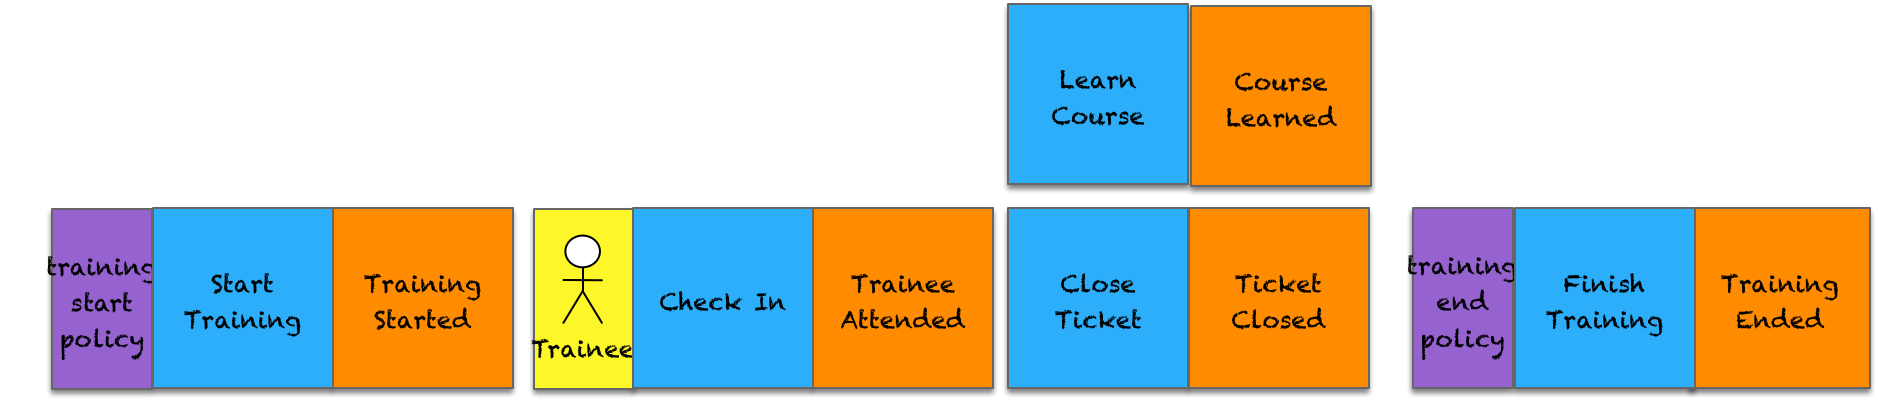 Learn
Course
Course
Learned
training
start
policy
Start
Training
Training
Started
Trainee
Check In
Trainee
Attended
Close
Ticket
Ticket
Closed
training
end
policy
Finish
Training
Training
Ended